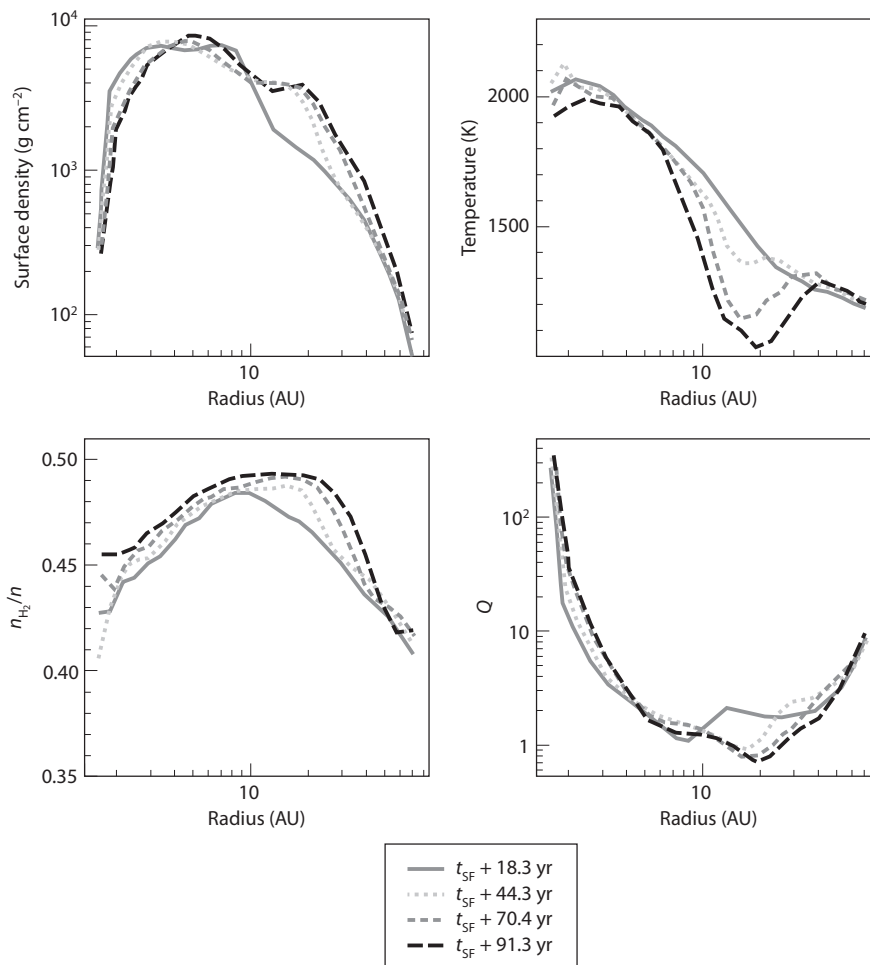 10⁴
10³
10²
Surface density (g cm⁻²)
10
Radius (AU)
2000
1500
Temperature (K)
10
Radius (AU)
0.50
0.45
0.40
0.35
n_H₂/n
10
Radius (AU)
10²
10
1
Q
10
Radius (AU)
t_SF + 18.3 yr
t_SF + 44.3 yr
t_SF + 70.4 yr
t_SF + 91.3 yr